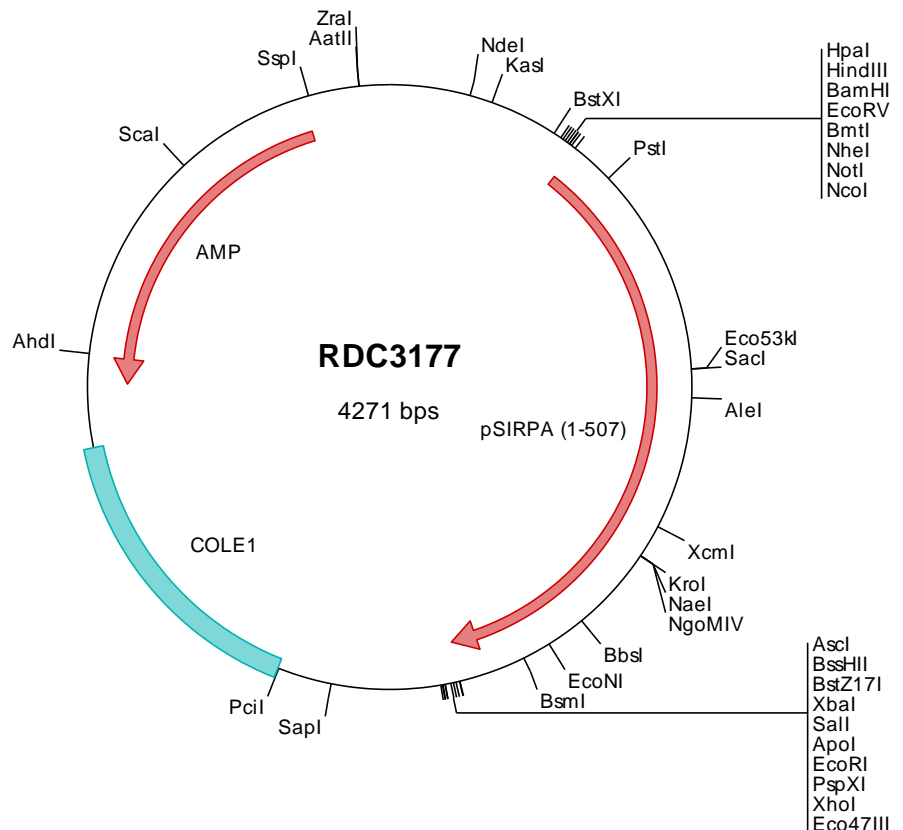 ZraI
AatII
SspI
ScaI
AhdI
NdeI
KasI
BstXI
HpaI
HindIII
BamHI
EcoRV
BmtI
NheI
NotI
NcoI
PstI
AMP
RDC3177
4271 bps
pSIRPA (1-507)
Eco53kI
SacI
AleI
COLE1
XcmI
KroI
NaeI
NgoMIV
BbsI
EcoNI
BsmI
PciI
SapI
AscI
BssHII
BstZ17I
XbaI
SalI
ApoI
EcoRI
PspXI
XhoI
Eco47III